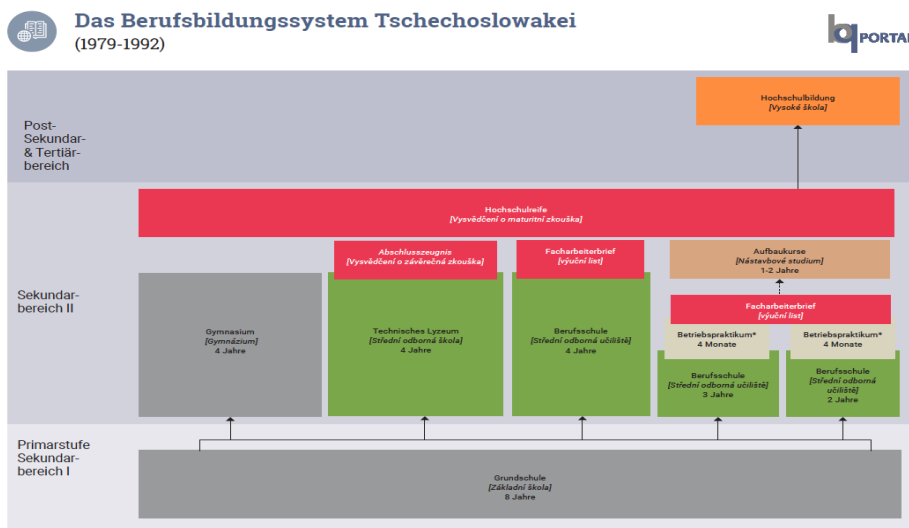 Das Berufsbildungssystem Tschechoslowakei
(1979-1992)
bq PORTAL
Post-
Sekundar-
& Tertiär-
bereich
Hochschulbildung
[Vysoké škola]
Hochschulreife
[Vysvědčení o maturitní zkouška]
Sekundar-
bereich II
Gymnasium
[Gymnázium]
4 Jahre
Abschlusszeugnis
[Vysvědčení o závěrečná zkouška]
Technisches Lyzeum
[Střední odborná škola]
4 Jahre
Facharbeiterbrief
[výuční list]
Berufsschule
[Střední odborná učiliště]
4 Jahre
Aufbaukurse
[Nástavbové studium]
1-2 Jahre
Facharbeiterbrief
[výuční list]
Betriebspraktikum*
4 Monate
Betriebspraktikum*
4 Monate
Berufsschule
[Střední odborná učiliště]
3 Jahre
Berufsschule
[Střední odborná
učiliště]
2 Jahre
Primarstufe
Sekundar-
bereich I
Grundschule
[Základní škola]
8 Jahre